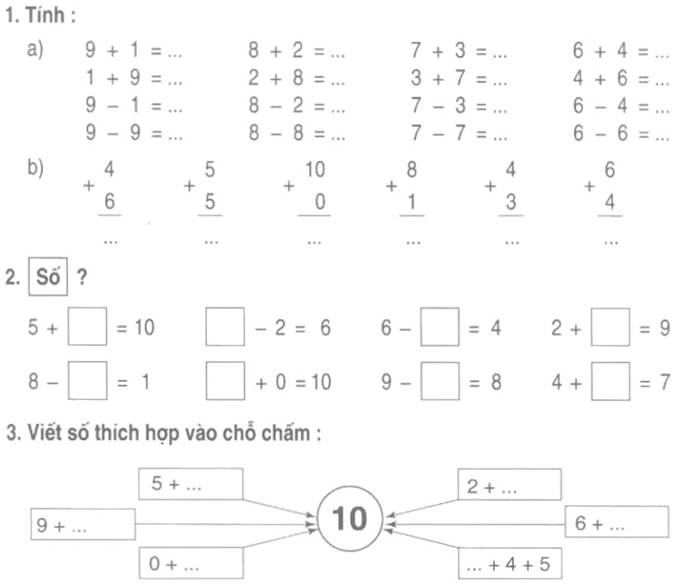 1. Tính :
a) 9 + 1 = ... 8 + 2 = ... 7 + 3 = ... 6 + 4 = ...
1 + 9 = ... 2 + 8 = ... 3 + 7 = ... 4 + 6 = ...
9 - 1 = ... 8 - 2 = ... 7 - 3 = ... 6 - 4 = ...
9 - 9 = ... 8 - 8 = ... 7 - 7 = ... 6 - 6 = ...
b) 4 5 10 8 4 6
+ + + + + +
6 5 0 1 3 4
... ... ... ... ... ...
2. Số ?
5 + □ = 10 □ - 2 = 6 6 - □ = 4 2 + □ = 9
8 - □ = 1 □ + 0 = 10 9 - □ = 8 4 + □ = 7
3. Viết số thích hợp vào chỗ chấm :
5 + ... 2 + ...
9 + ... 10 6 + ...
0 + ... ... + 4 + 5